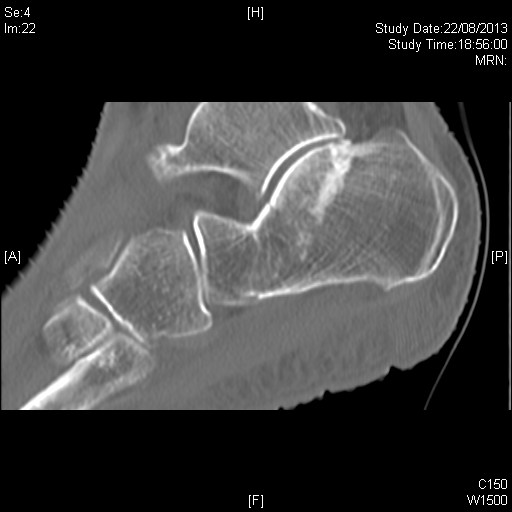 Se:4
Im:22
[H]
Study Date:22/08/2013
Study Time:18:56:00
MRN:
[A]
[P]
[F]
C150
W1500